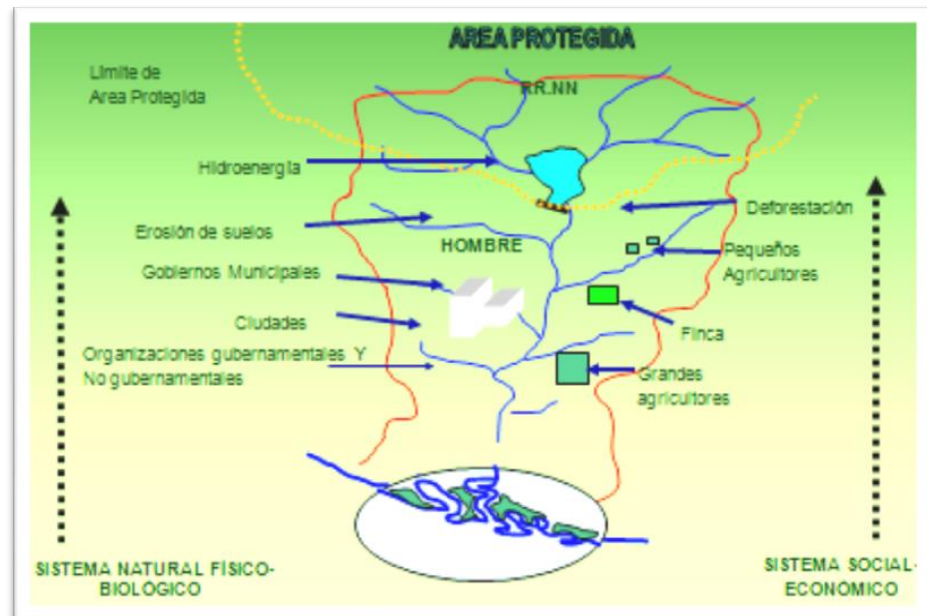 AREA PROTEGIDA
Limite de
Area Protegida
RR.NN
Hidroenergía
Deforestación
Erosión de suelos
HOMBRE
Pequeños
Agricultores
Gobiernos Municipales
Ciudades
Finca
Organizaciones gubernamentales Y
No gubernamentales
Grandes
agricultores
SISTEMA NATURAL FÍSICO-
BIOLÓGICO
SISTEMA SOCIAL-
ECONÓMICO